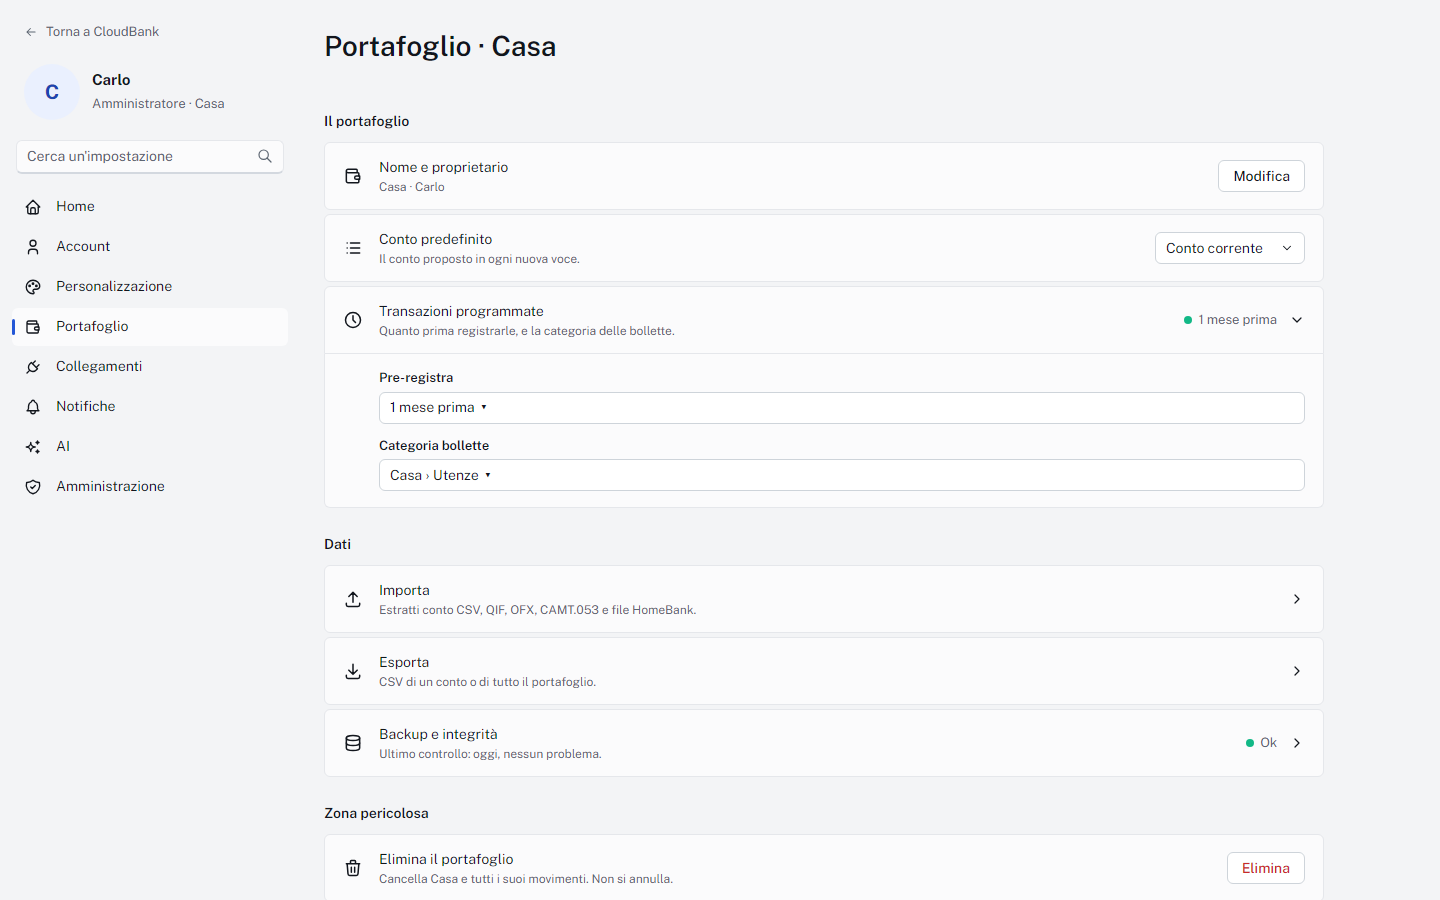 Torna a CloudBank
C
Carlo
Amministratore · Casa
Cerca un'impostazione
Home
Account
Personalizzazione
Portafoglio
Collegamenti
Notifiche
AI
Amministrazione
Portafoglio · Casa
Il portafoglio
Nome e proprietario
Casa · Carlo
Modifica
Conto predefinito
Il conto proposto in ogni nuova voce.
Conto corrente
Transazioni programmate
Quanto prima registrarle, e la categoria delle bollette.
1 mese prima
Pre-registra
1 mese prima
Categoria bollette
Casa › Utenze
Dati
Importa
Estratti conto CSV, QIF, OFX, CAMT.053 e file HomeBank.
Esporta
CSV di un conto o di tutto il portafoglio.
Backup e integrità
Ultimo controllo: oggi, nessun problema.
Ok
Zona pericolosa
Elimina il portafoglio
Cancella Casa e tutti i suoi movimenti. Non si annulla.
Elimina